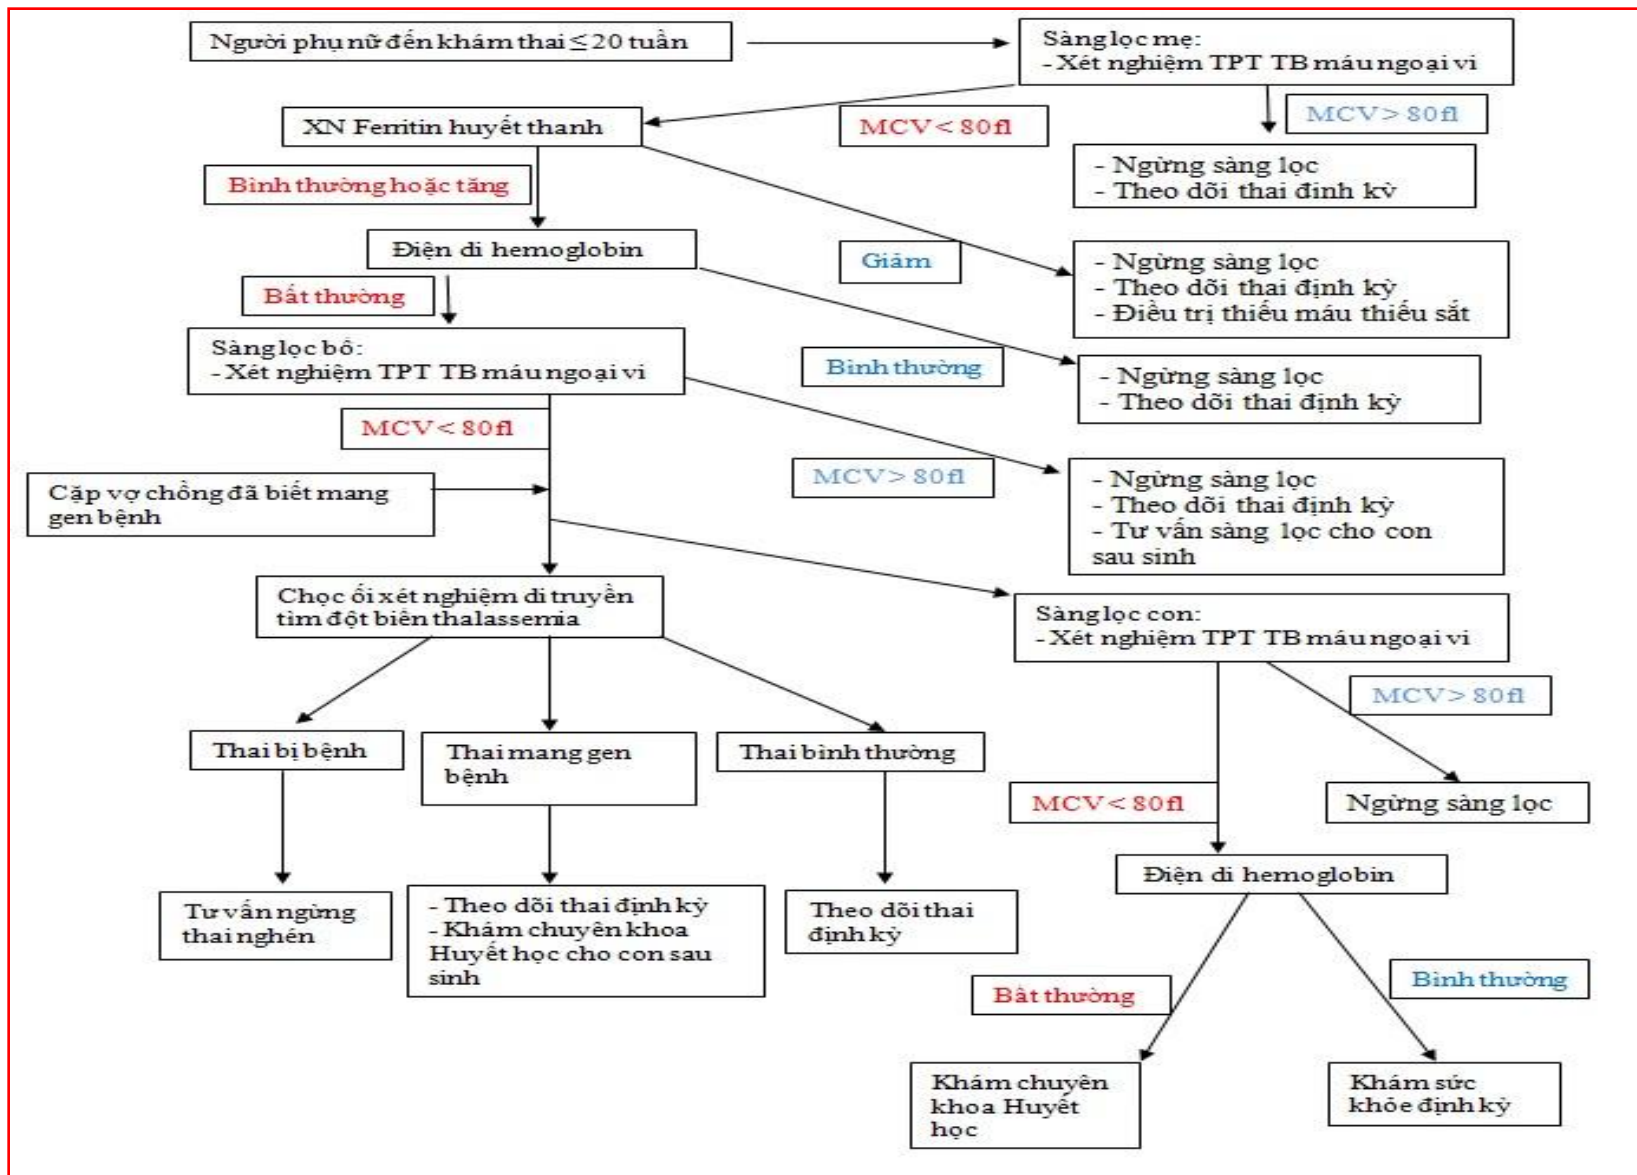 Người phụ nữ đến khám thai ≤ 20 tuần
Sàng lọc mẹ:
- Xét nghiệm TPT TB máu ngoại vi
XN Ferritin huyết thanh
MCV < 80fl
MCV > 80fl
- Ngừng sàng lọc
- Theo dõi thai định kỳ
Bình thường hoặc tăng
Điện di hemoglobin
Giảm
- Ngừng sàng lọc
- Theo dõi thai định kỳ
- Điều trị thiếu máu thiếu sắt
Bất thường
Sàng lọc bố:
- Xét nghiệm TPT TB máu ngoại vi
Bình thường
- Ngừng sàng lọc
- Theo dõi thai định kỳ
MCV < 80fl
MCV > 80fl
- Ngừng sàng lọc
- Theo dõi thai định kỳ
- Tư vấn sàng lọc cho con
sau sinh
Cặp vợ chồng đã biết mang
gen bệnh
Chọc ối xét nghiệm di truyền
tìm đột biến thalassemia
Sàng lọc con:
- Xét nghiệm TPT TB máu ngoại vi
MCV > 80fl
Thai bị bệnh
Thai mang gen
bệnh
Thai bình thường
MCV < 80fl
Ngừng sàng lọc
Điện di hemoglobin
Tư vấn ngừng
thai nghén
- Theo dõi thai định kỳ
- Khám chuyên khoa
Huyết học cho con sau
sinh
Theo dõi thai
định kỳ
Bất thường
Bình thường
Khám chuyên
khoa Huyết
học
Khám sức
khỏe định kỳ